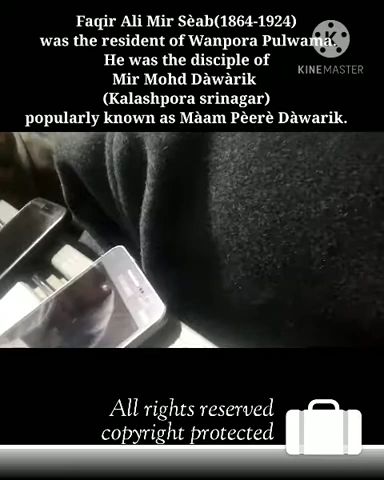 Faqir Ali Mir Sèab(1864-1924)
was the resident of Wanpora Pulwama.
He was the disciple of
Mir Mohd Dàwàrik
(Kalashpora srinagar)
popularly known as Màam Pèerè Dàwarik.
KINEMASTER
All rights reserved
copyright protected